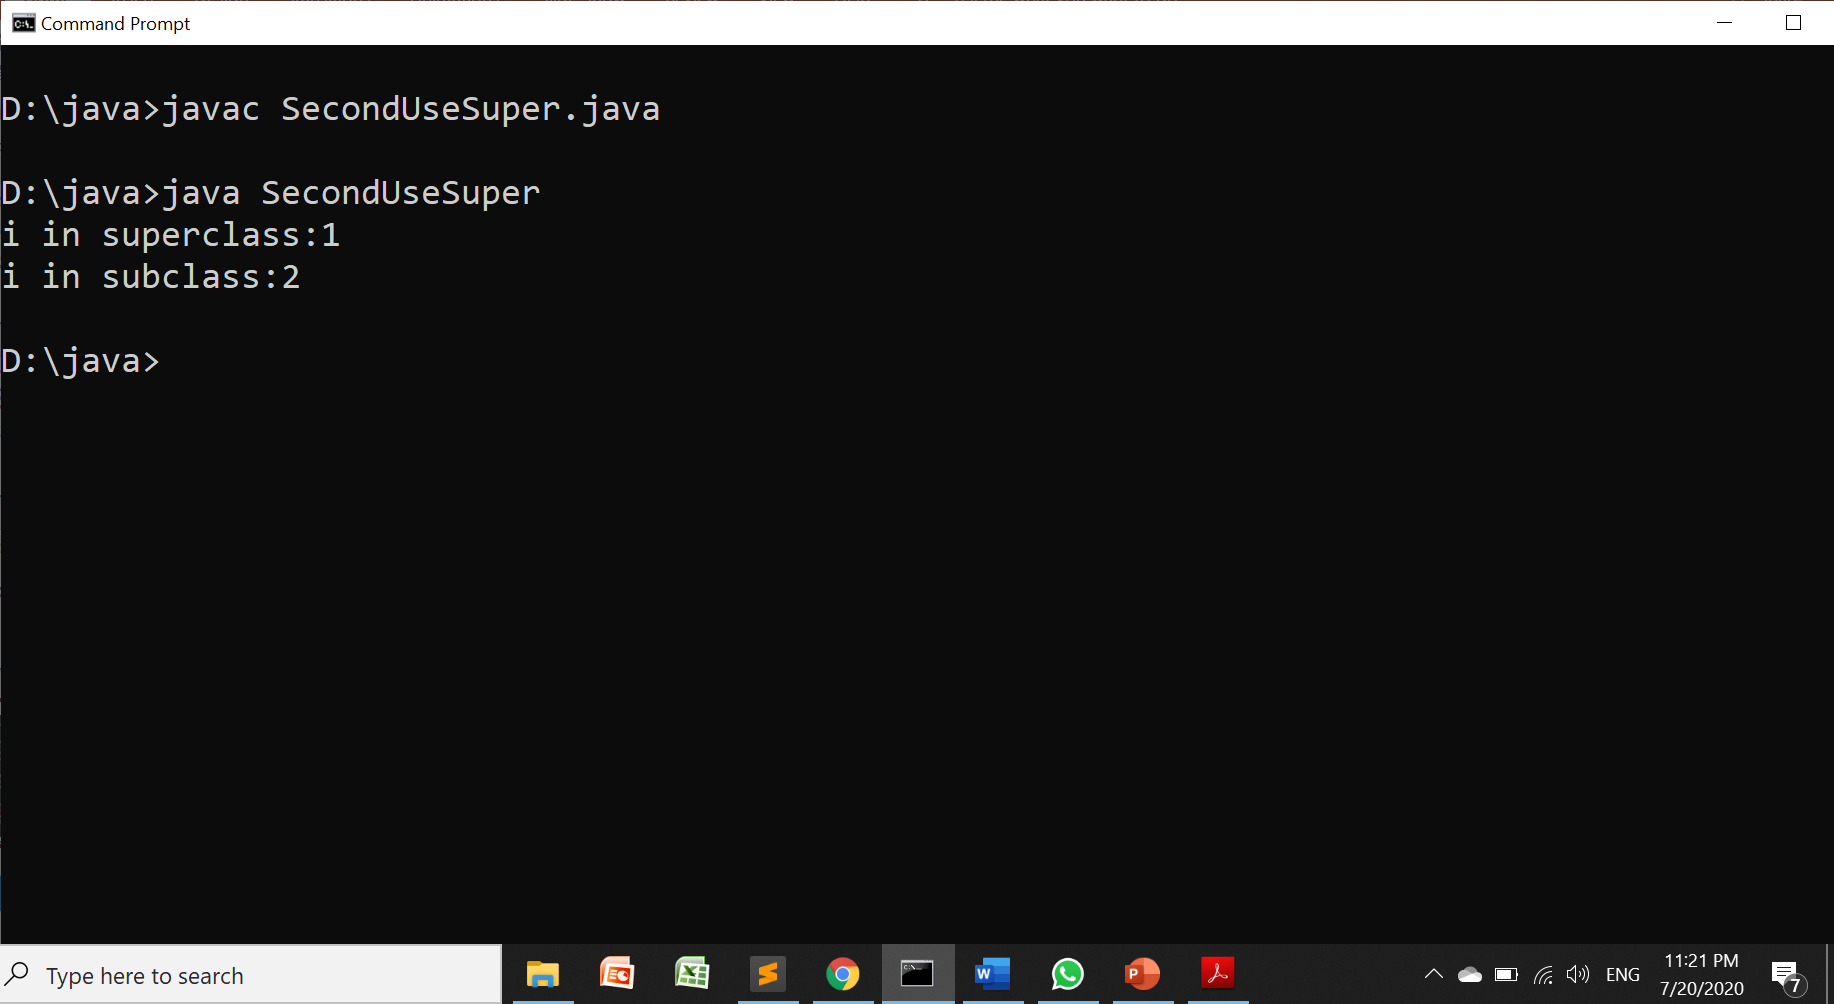 Command Prompt
D:\java>javac SecondUseSuper.java
D:\java>java SecondUseSuper
i in superclass:1
i in subclass:2
D:\java>
Type here to search
ENG
11:21 PM
7/20/2020
7